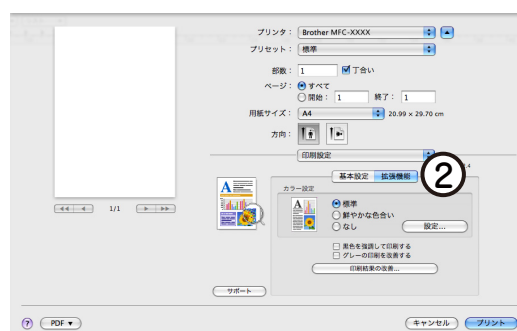 プリンタ： Brother MFC-XXXX
プリセット： 標準
部数： 1 丁合い
ページ： すべて
開始： 1 終了： 1
用紙サイズ： A4 20.99 x 29.70 cm
方向：
印刷設定
基本設定 拡張機能 ②
カラー設定
標準
鮮やかな色合い
なし 設定...
黒色を強調して印刷する
グレーの印刷を改善する
印刷結果の改善...
1/1
サポート
? PDF▼ キャンセル プリント